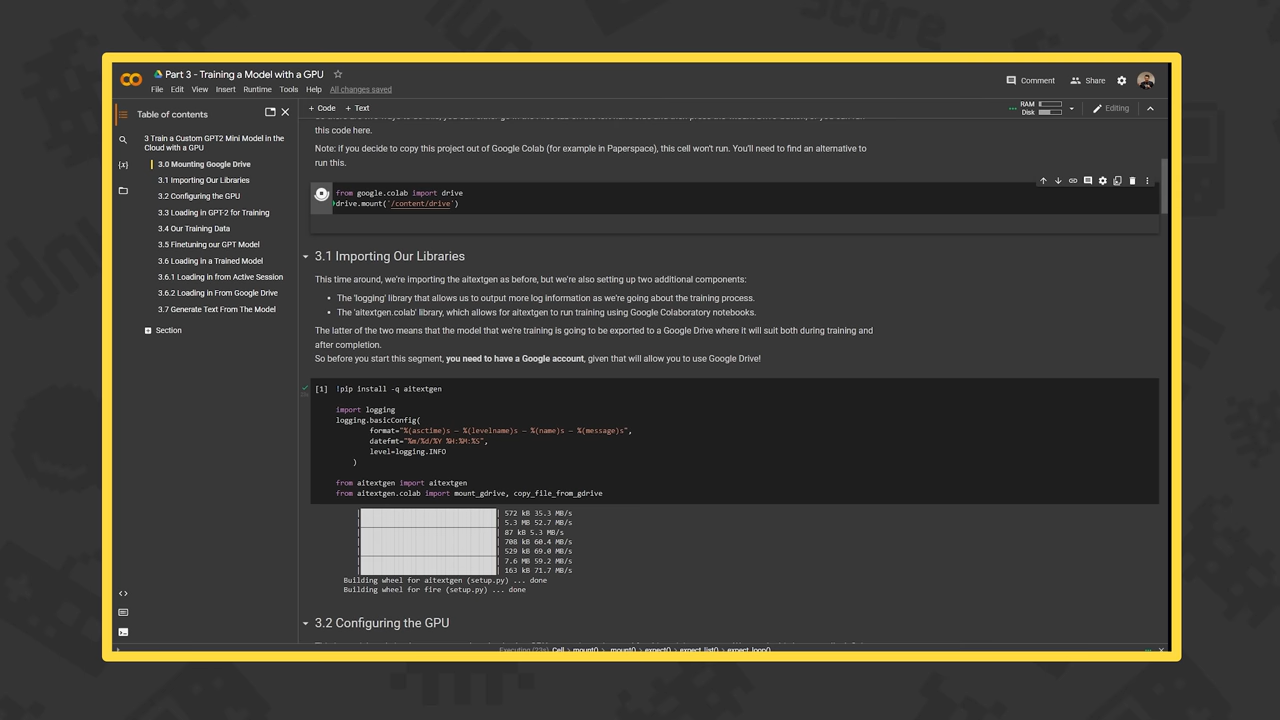 Part 3 - Training a Model with a GPU
File Edit View Insert Runtime Tools Help All changes saved
Comment Share
Table of contents
3 Train a Custom GPT2 Mini Model in the
Cloud with a GPU
3.0 Mounting Google Drive
3.1 Importing Our Libraries
3.2 Configuring the GPU
3.3 Loading in GPT-2 for Training
3.4 Our Training Data
3.5 Finetuning our GPT Model
3.6 Loading in a Trained Model
3.6.1 Loading in from Active Session
3.6.2 Loading in From Google Drive
3.7 Generate Text From The Model
Section
+ Code + Text
RAM
Disk
Editing
this code here.
Note: if you decide to copy this project out of Google Colab (for example in Paperspace), this cell won't run. You'll need to find an alternative to
run this.
from google.colab import drive
drive.mount('/content/drive')
3.1 Importing Our Libraries
This time around, we're importing the aitextgen as before, but we're also setting up two additional components:
• The 'logging' library that allows us to output more log information as we're going about the training process.
• The 'aitextgen.colab' library, which allows for aitextgen to run training using Google Colaboratory notebooks.
The latter of the two means that the model that we're training is going to be exported to a Google Drive where it will suit both during training and
after completion.
So before you start this segment, you need to have a Google account, given that will allow you to use Google Drive!
[1] !pip install -q aitextgen
import logging
logging.basicConfig(
format="%(asctime)s — %(levelname)s — %(name)s — %(message)s",
datefmt="%m/%d/%Y %H:%M:%S",
level=logging.INFO
)
from aitextgen import aitextgen
from aitextgen.colab import mount_gdrive, copy_file_from_gdrive
| 572 kB 35.3 MB/s
| 5.3 MB 52.7 MB/s
| 87 kB 5.3 MB/s
| 708 kB 60.4 MB/s
| 529 kB 69.0 MB/s
| 7.6 MB 59.2 MB/s
| 163 kB 71.7 MB/s
Building wheel for aitextgen (setup.py) ... done
Building wheel for fire (setup.py) ... done
3.2 Configuring the GPU
Executing (23s) Cell > mount() > _mount() > expect() > expect_list() > expect_loop()